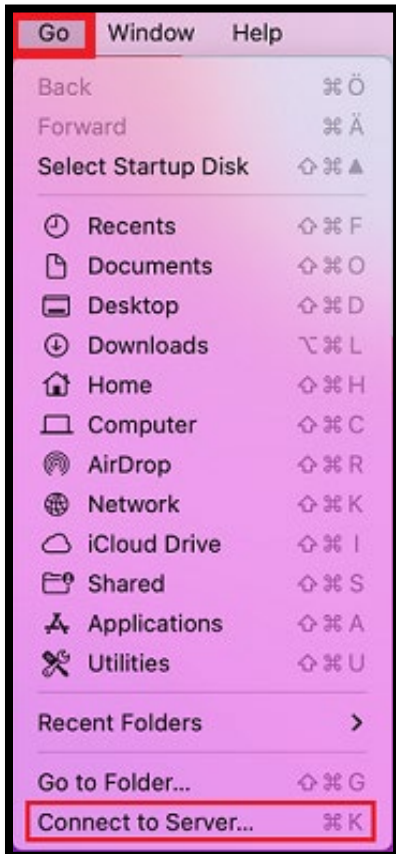 Go Window Help
Back ⌘ Ö
Forward ⌘ Ä
Select Startup Disk ⇧ ⌘ ▲
Recents ⇧ ⌘ F
Documents ⇧ ⌘ O
Desktop ⇧ ⌘ D
Downloads ⌥ ⌘ L
Home ⇧ ⌘ H
Computer ⇧ ⌘ C
AirDrop ⇧ ⌘ R
Network ⇧ ⌘ K
iCloud Drive ⇧ ⌘ I
Shared ⇧ ⌘ S
Applications ⇧ ⌘ A
Utilities ⇧ ⌘ U
Recent Folders >
Go to Folder... ⇧ ⌘ G
Connect to Server... ⌘ K